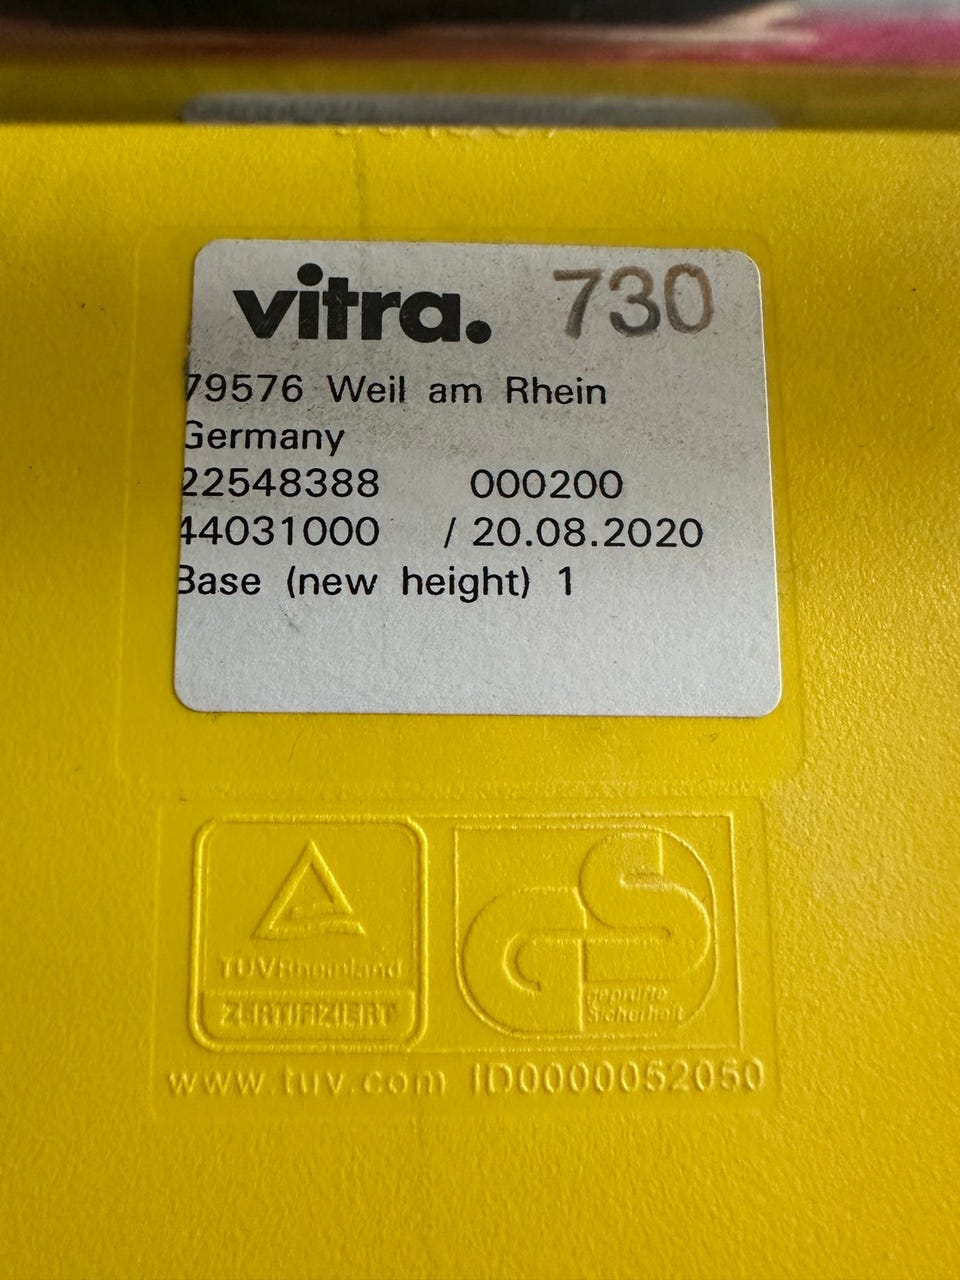 vitra. 730
79576 Weil am Rhein
Germany
22548388 000200
44031000 / 20.08.2020
Base (new height) 1
TÜVRheinland
ZERTIFIZIERT
GS
geprüfte
Sicherheit
www.tuv.com ID0000052050